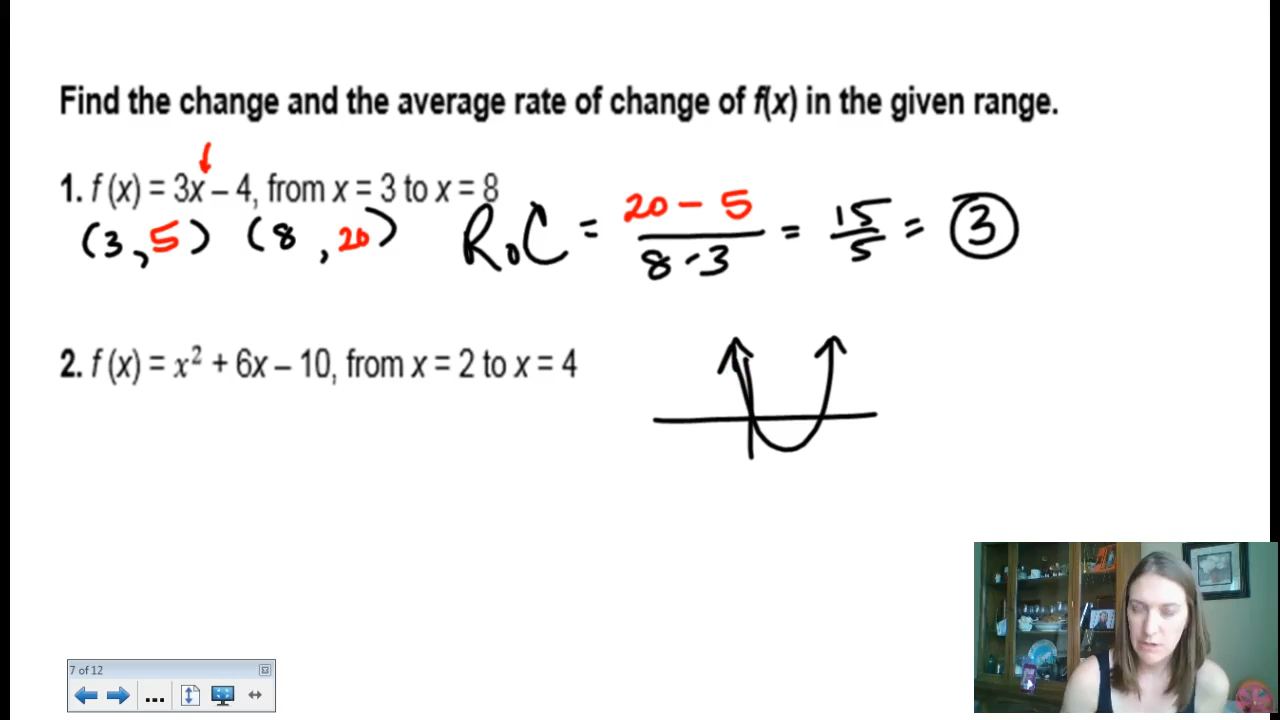 Find the change and the average rate of change of f(x) in the given range.
1. f (x) = 3x – 4, from x = 3 to x = 8
(3, 5) (8, 20) RoC = 20 - 5 / 8 - 3 = 15/5 = 3
2. f (x) = x² + 6x – 10, from x = 2 to x = 4
7 of 12
...